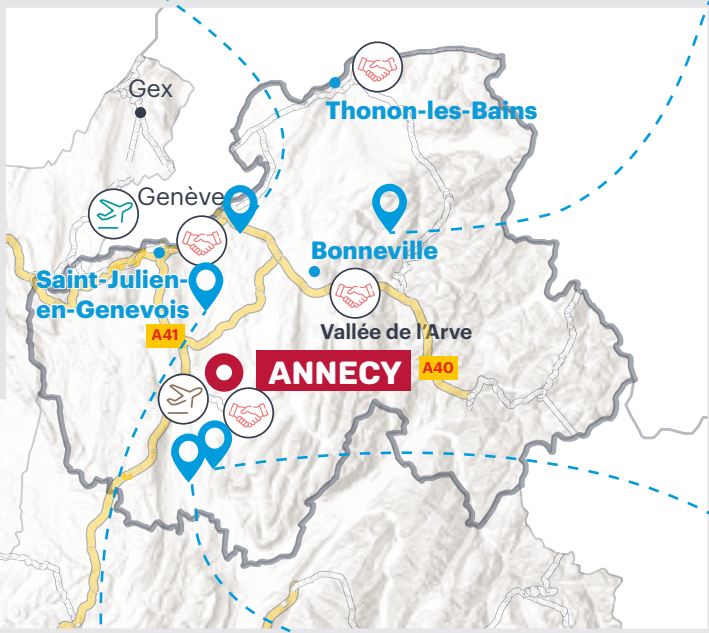 Gex
Thonon-les-Bains
Genève
Bonneville
Saint-Julien-
en-Genevois
A41
Vallée de l'Arve
ANNECY
A40